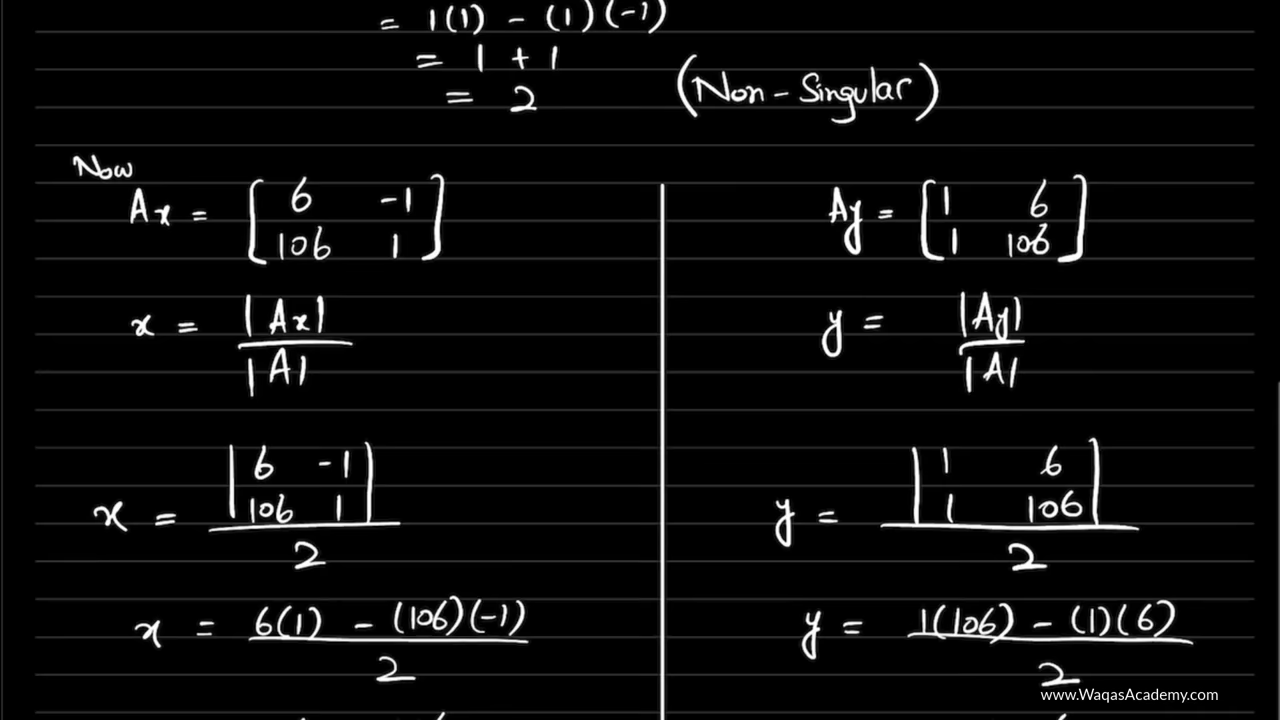 = 1(1) - (1)(-1)
= 1 + 1
= 2 (Non-Singular)
Now
Ax = [6 -1
106 1]
x = |Ax|
|A|
x = |6 -1
106 1|
2
x = 6(1) - (106)(-1)
2
Ay = [1 6
1 106]
y = |Ay|
|A|
y = |1 6
1 106|
2
y = 1(106) - (1)(6)
2
www.WaqasAcademy.com